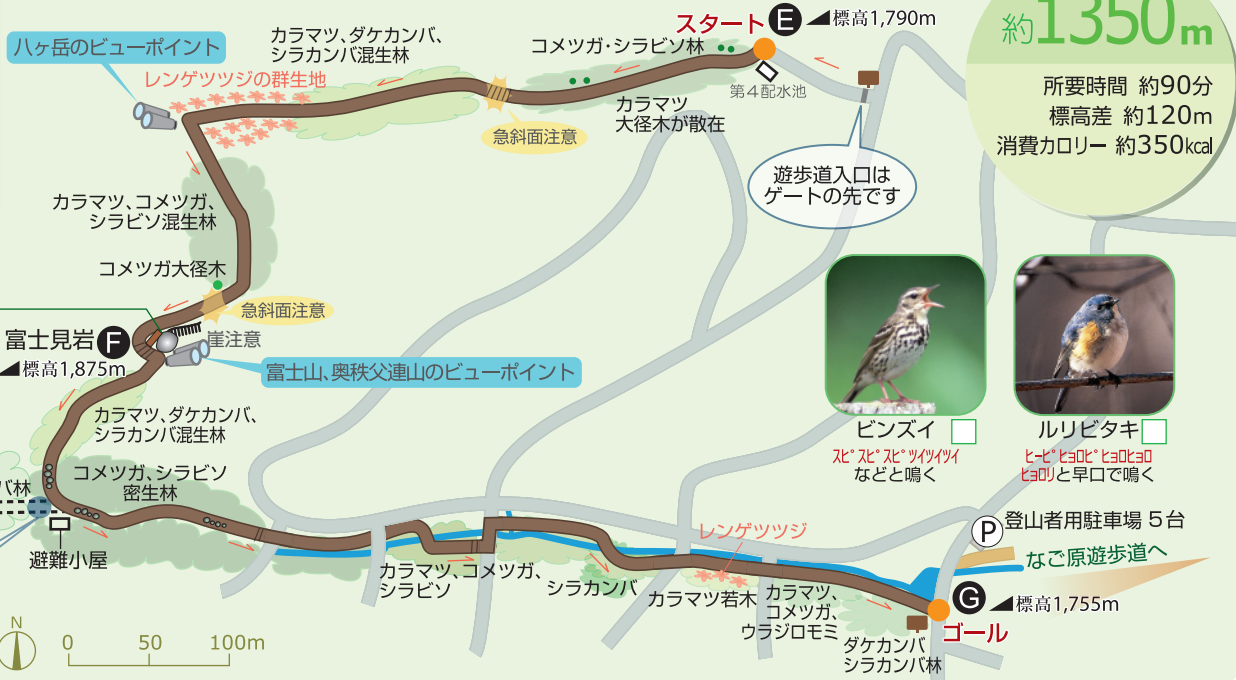 スタート E 標高1,790m
約1350m
所要時間 約90分
標高差 約120m
消費カロリー 約350kcal
八ヶ岳のビューポイント
カラマツ、ダケカンバ、
シラカンバ混生林
レンゲツツジの群生地
コメツガ・シラビソ林
第4配水池
カラマツ
大径木が散在
急斜面注意
遊歩道入口は
ゲートの先です
カラマツ、コメツガ、
シラビソ混生林
コメツガ大径木
急斜面注意
富士見岩 F
崖注意
標高1,875m
富士山、奥秩父連山のビューポイント
カラマツ、ダケカンバ、
シラカンバ混生林
ビンズイ
スピスピスピツイツイツイ
などと鳴く
ルリビタキ
ヒーピヒョロピヒョロヒョロ
ヒョロリと早口で鳴く
コメツガ、シラビソ
密生林
バ林
避難小屋
カラマツ、コメツガ、
シラビソ
シラカンバ
レンゲツツジ
カラマツ若木
カラマツ、
コメツガ、
ウラジロモミ
ダケカンバ
シラカンバ林
P 登山者用駐車場 5台
なご原遊歩道へ
G 標高1,755m
ゴール
N
0 50 100m